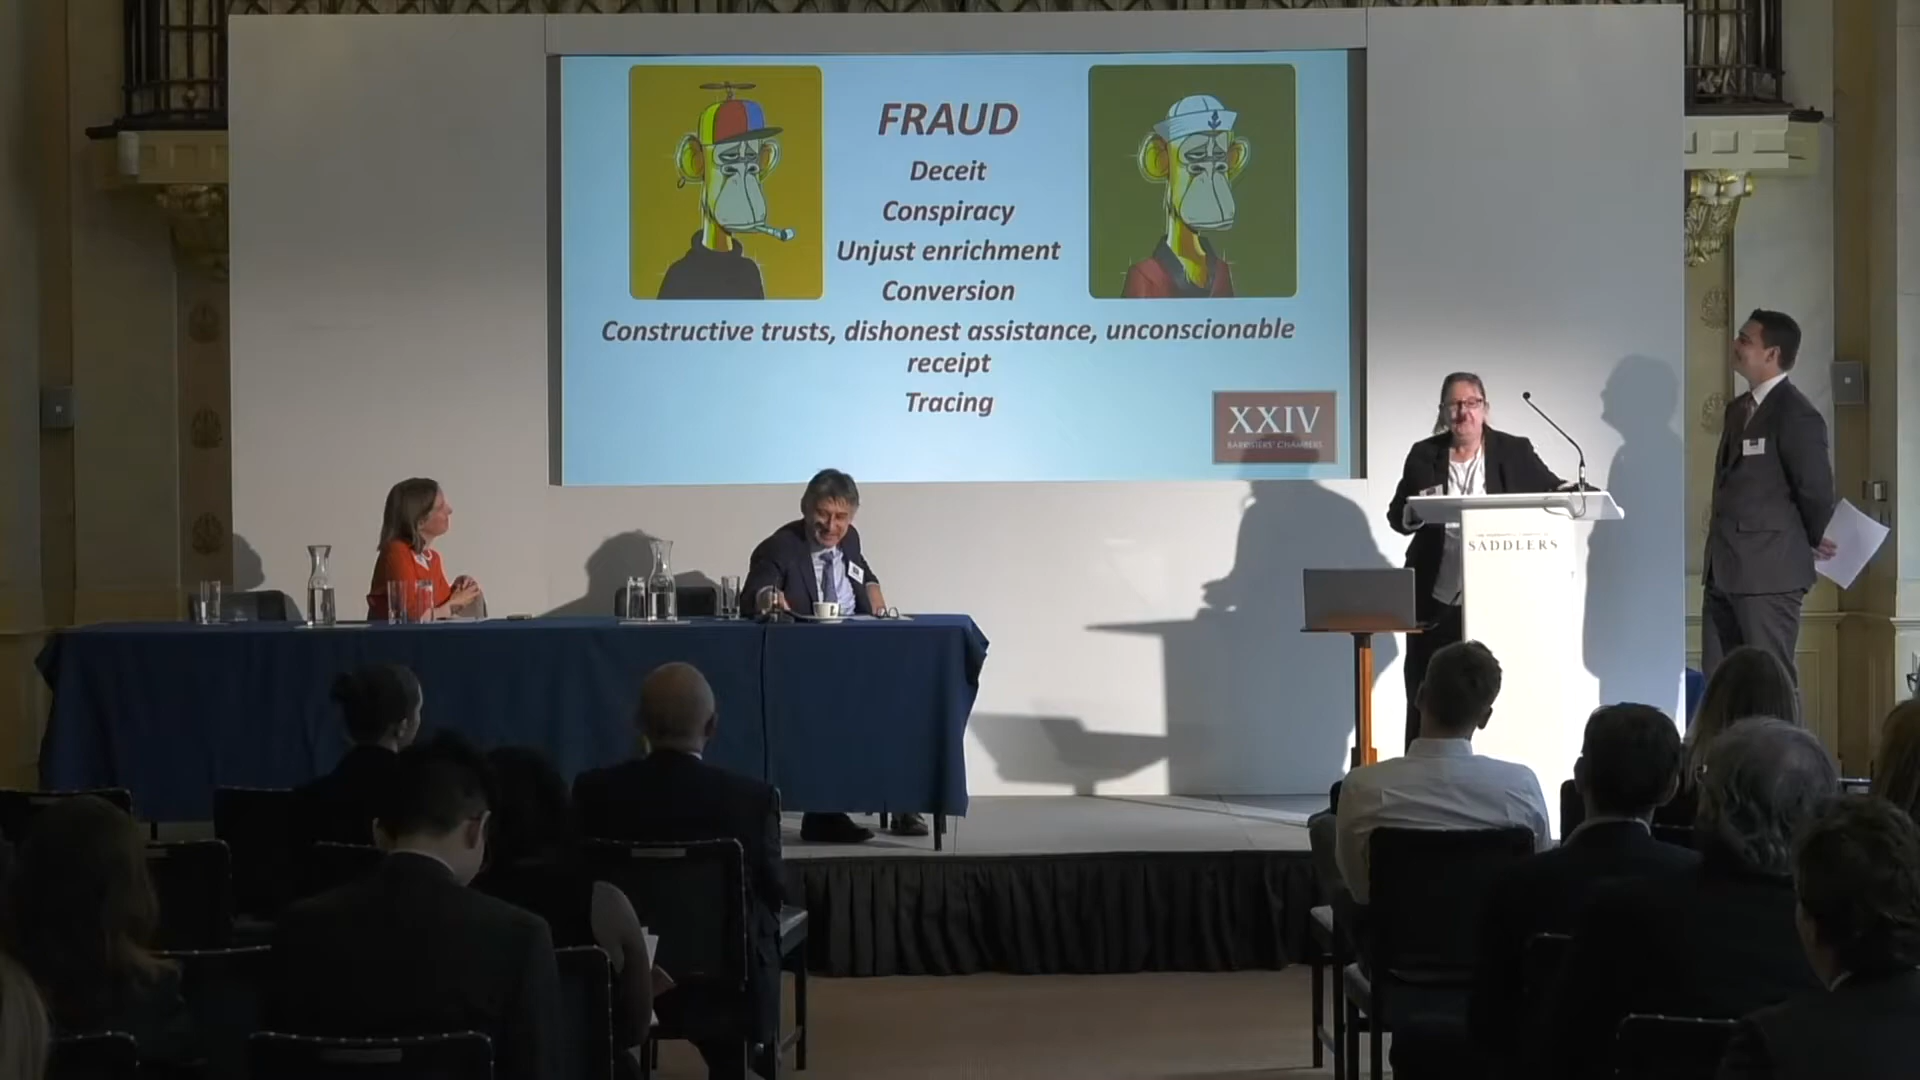 FRAUD
Deceit
Conspiracy
Unjust enrichment
Conversion
Constructive trusts, dishonest assistance, unconscionable
receipt
Tracing
XXIV
BARRISTERS' CHAMBERS
SADDLERS